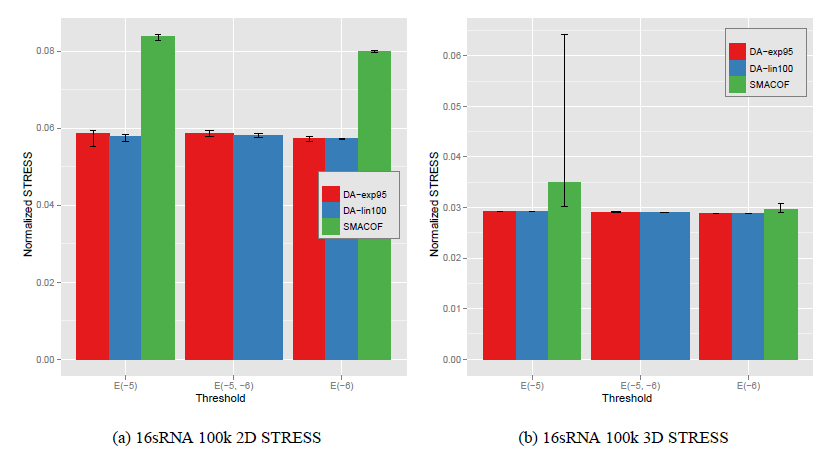 Normalized STRESS
0.08
0.06
0.04
0.02
0.00
DA−exp95
DA−lin100
SMACOF
E(−5)
E(−5, −6)
E(−6)
Threshold
(a) 16sRNA 100k 2D STRESS
Normalized STRESS
0.06
0.05
0.04
0.03
0.02
0.01
0.00
DA−exp95
DA−lin100
SMACOF
E(−5)
E(−5, −6)
E(−6)
Threshold
(b) 16sRNA 100k 3D STRESS